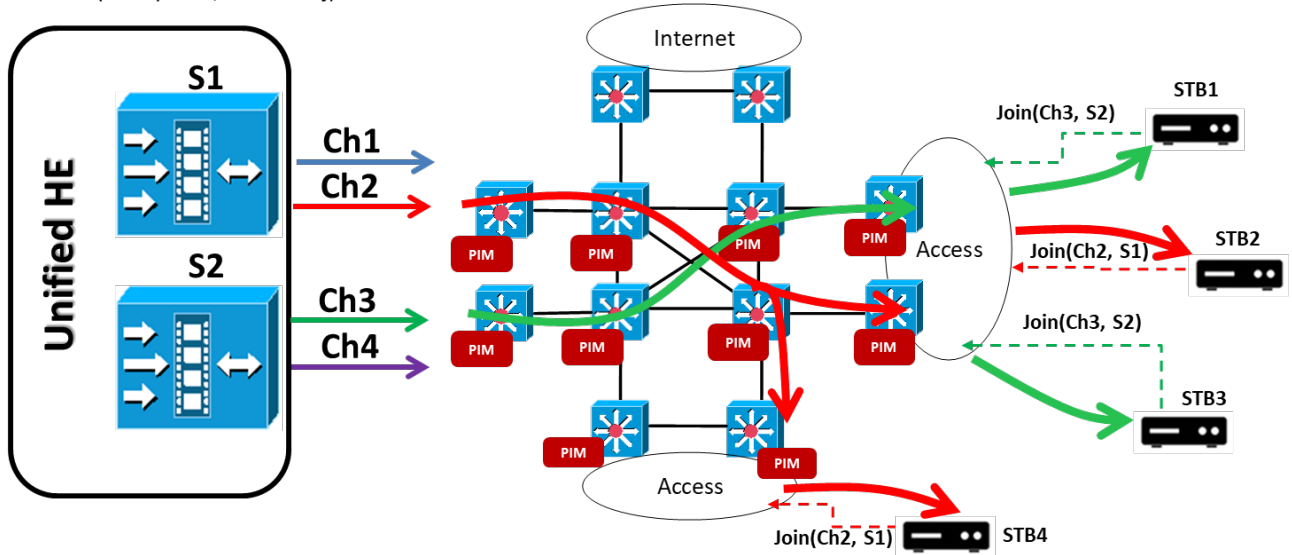 Internet
Unified HE
S1
Ch1
Ch2
S2
Ch3
Ch4
PIM
PIM
PIM
PIM
PIM
PIM
PIM
PIM
PIM
PIM
Access
Access
STB1
Join(Ch3, S2)
STB2
Join(Ch2, S1)
Join(Ch3, S2)
STB3
Join(Ch2, S1)
STB4